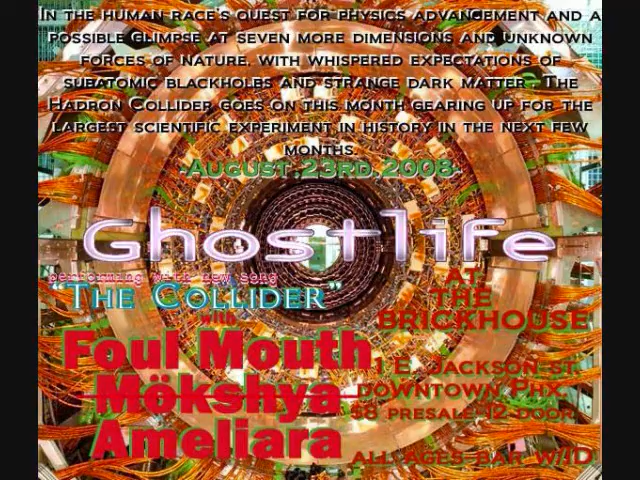 In the human race's quest for physics advancement and a
possible glimpse at seven more dimensions and unknown
forces of nature, with whispered expectations of
subatomic blackholes and strange dark matter, The
Hadron Collider goes on this month gearing up for the
largest scientific experiment in history in the next few
months
-August.23rd.2008-
Ghostlife
performing with new song
"The Collider"
with
Foul Mouth
Mökshya
Ameliara
AT
THE
BRICKHOUSE
1 E. Jackson st
downtown Phx.
$8 presale 12 door.
all ages-bar w/ID